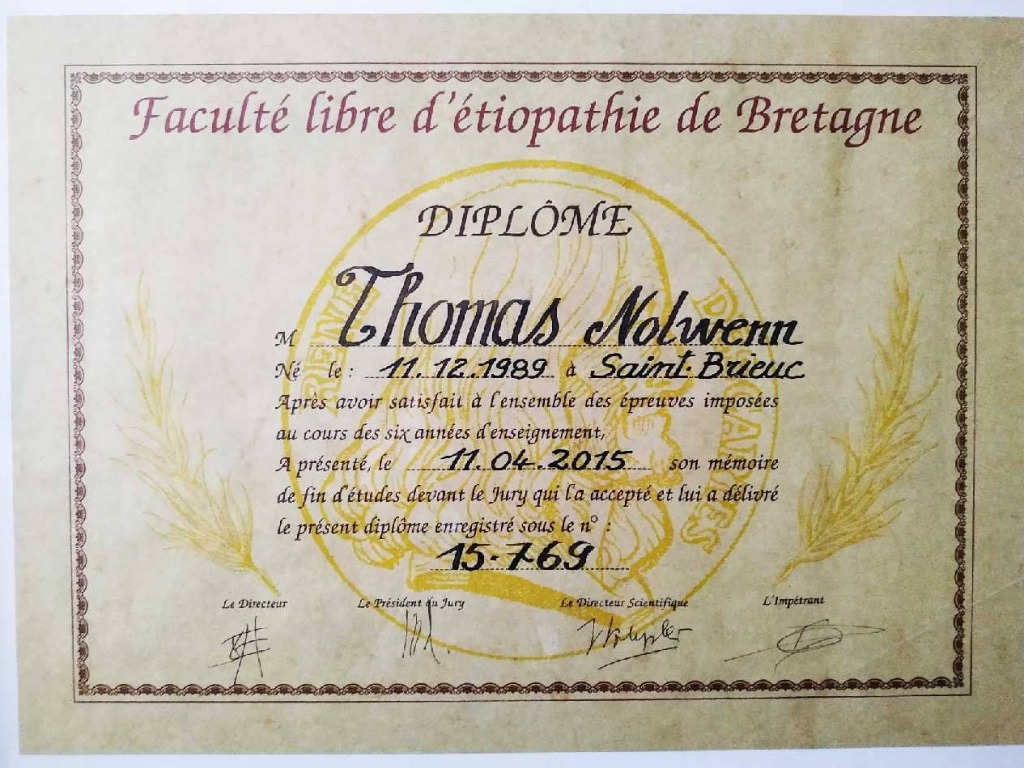 Faculté libre d'étiopathie de Bretagne
DIPLÔME
M Thomas Nolwenn
Né le : 11.12.1989 à Saint-Brieuc
Après avoir satisfait à l'ensemble des épreuves imposées
au cours des six années d'enseignement,
A présenté, le 11.04.2015 son mémoire
de fin d'études devant le Jury qui l'a accepté et lui a délivré
le présent diplôme enregistré sous le n° :
15-769
Le Directeur Le Président du Jury Le Directeur Scientifique L'Impétrant